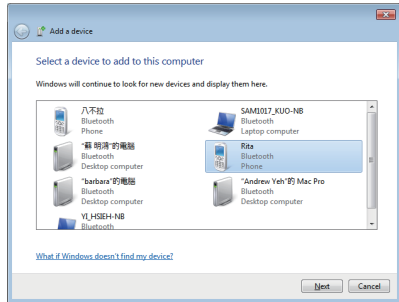 Add a device
Select a device to add to this computer
Windows will continue to look for new devices and display them here.
八不拉
Bluetooth
Phone
SAM1017_KUO-NB
Bluetooth
Laptop computer
"蘇 明鴻"的電腦
Bluetooth
Desktop computer
Rita
Bluetooth
Phone
"barbara"的電腦
Bluetooth
Desktop computer
"Andrew Yeh"的 Mac Pro
Bluetooth
Desktop computer
YI_HSIEH-NB
Bluetooth
What if Windows doesn't find my device?
Next
Cancel